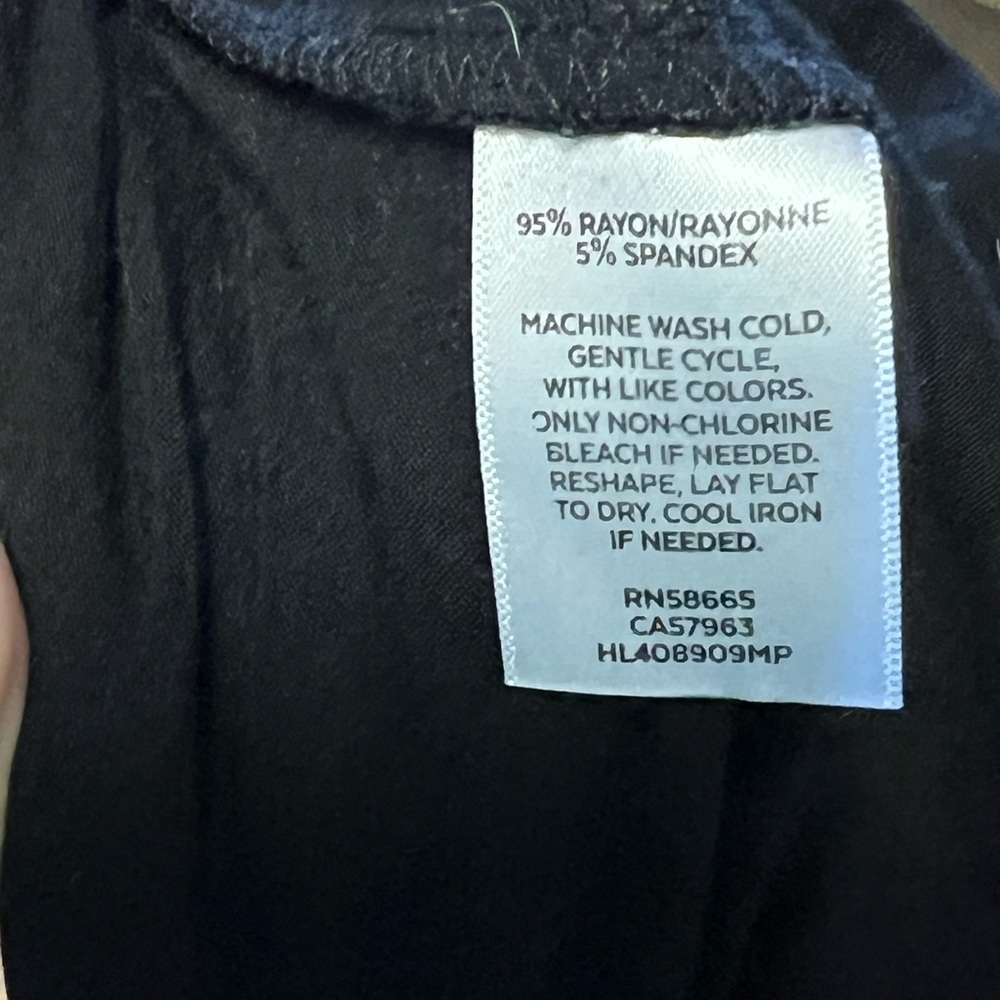 95% RAYON/RAYONNE
5% SPANDEX
MACHINE WASH COLD,
GENTLE CYCLE,
WITH LIKE COLORS.
ONLY NON-CHLORINE
BLEACH IF NEEDED.
RESHAPE, LAY FLAT
TO DRY. COOL IRON
IF NEEDED.
RN58665
CA57963
HL408909MP